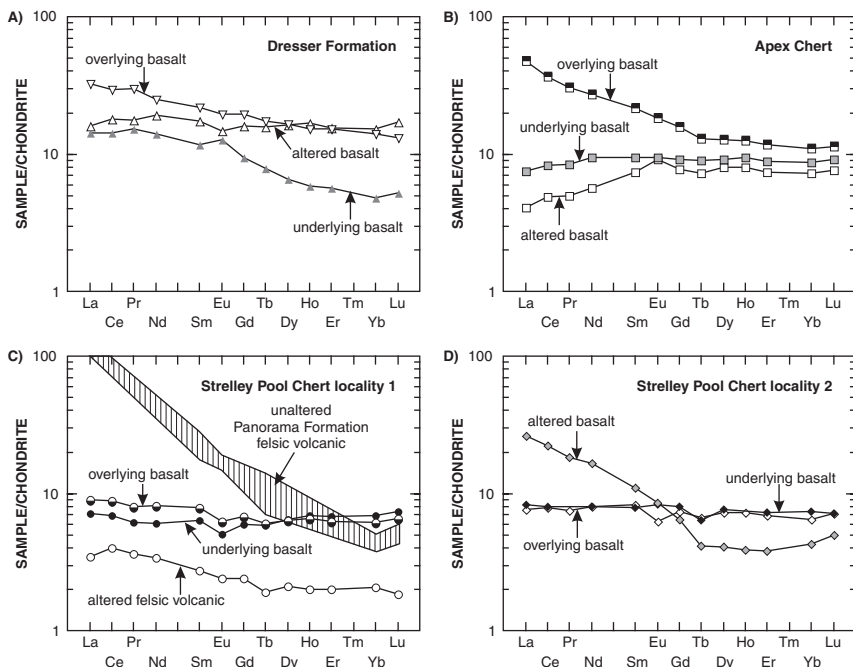 A)
Dresser Formation
SAMPLE/CHONDRITE
100
10
1
overlying basalt
altered basalt
underlying basalt
La Pr Sm Gd Dy Er Yb
Ce Nd Eu Tb Ho Tm Lu
B)
Apex Chert
SAMPLE/CHONDRITE
100
10
1
overlying basalt
underlying basalt
altered basalt
La Pr Sm Gd Dy Er Yb
Ce Nd Eu Tb Ho Tm Lu
C)
Strelley Pool Chert locality 1
SAMPLE/CHONDRITE
100
10
1
unaltered
Panorama Formation
felsic volcanic
overlying basalt
underlying basalt
altered felsic volcanic
La Pr Eu Tb Ho Tm Lu
Ce Nd Sm Gd Dy Er Yb
D)
Strelley Pool Chert locality 2
SAMPLE/CHONDRITE
100
10
1
altered basalt
underlying basalt
overlying basalt
La Pr Eu Tb Ho Tm Lu
Ce Nd Sm Gd Dy Er Yb